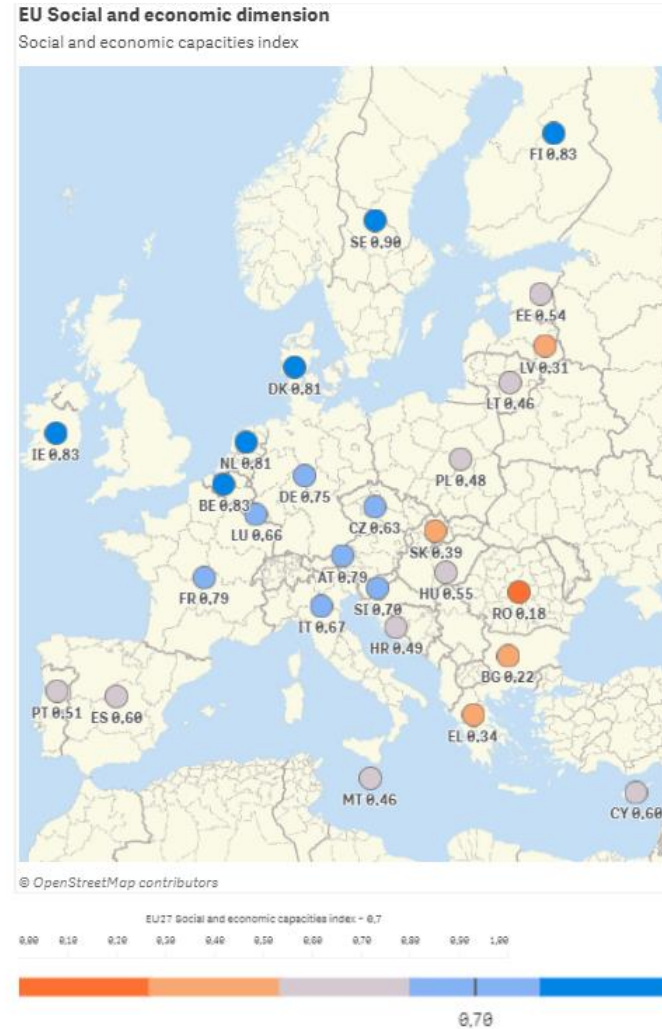 EU Social and economic dimension
Social and economic capacities index
FI 0,83
SE 0,90
EE 0,54
LV 0,31
LT 0,46
DK 0,81
IE 0,83
NL 0,81
PL 0,48
BE 0,83
DE 0,75
LU 0,66
CZ 0,63
SK 0,39
AT 0,79
HU 0,55
FR 0,79
SI 0,70
RO 0,18
IT 0,67
HR 0,49
BG 0,22
PT 0,51
ES 0,60
EL 0,34
MT 0,46
CY 0,60
© OpenStreetMap contributors
EU27 Social and economic capacities index - 0,7
0,00 0,10 0,20 0,30 0,40 0,50 0,60 0,70 0,80 0,90 1,00
0,70